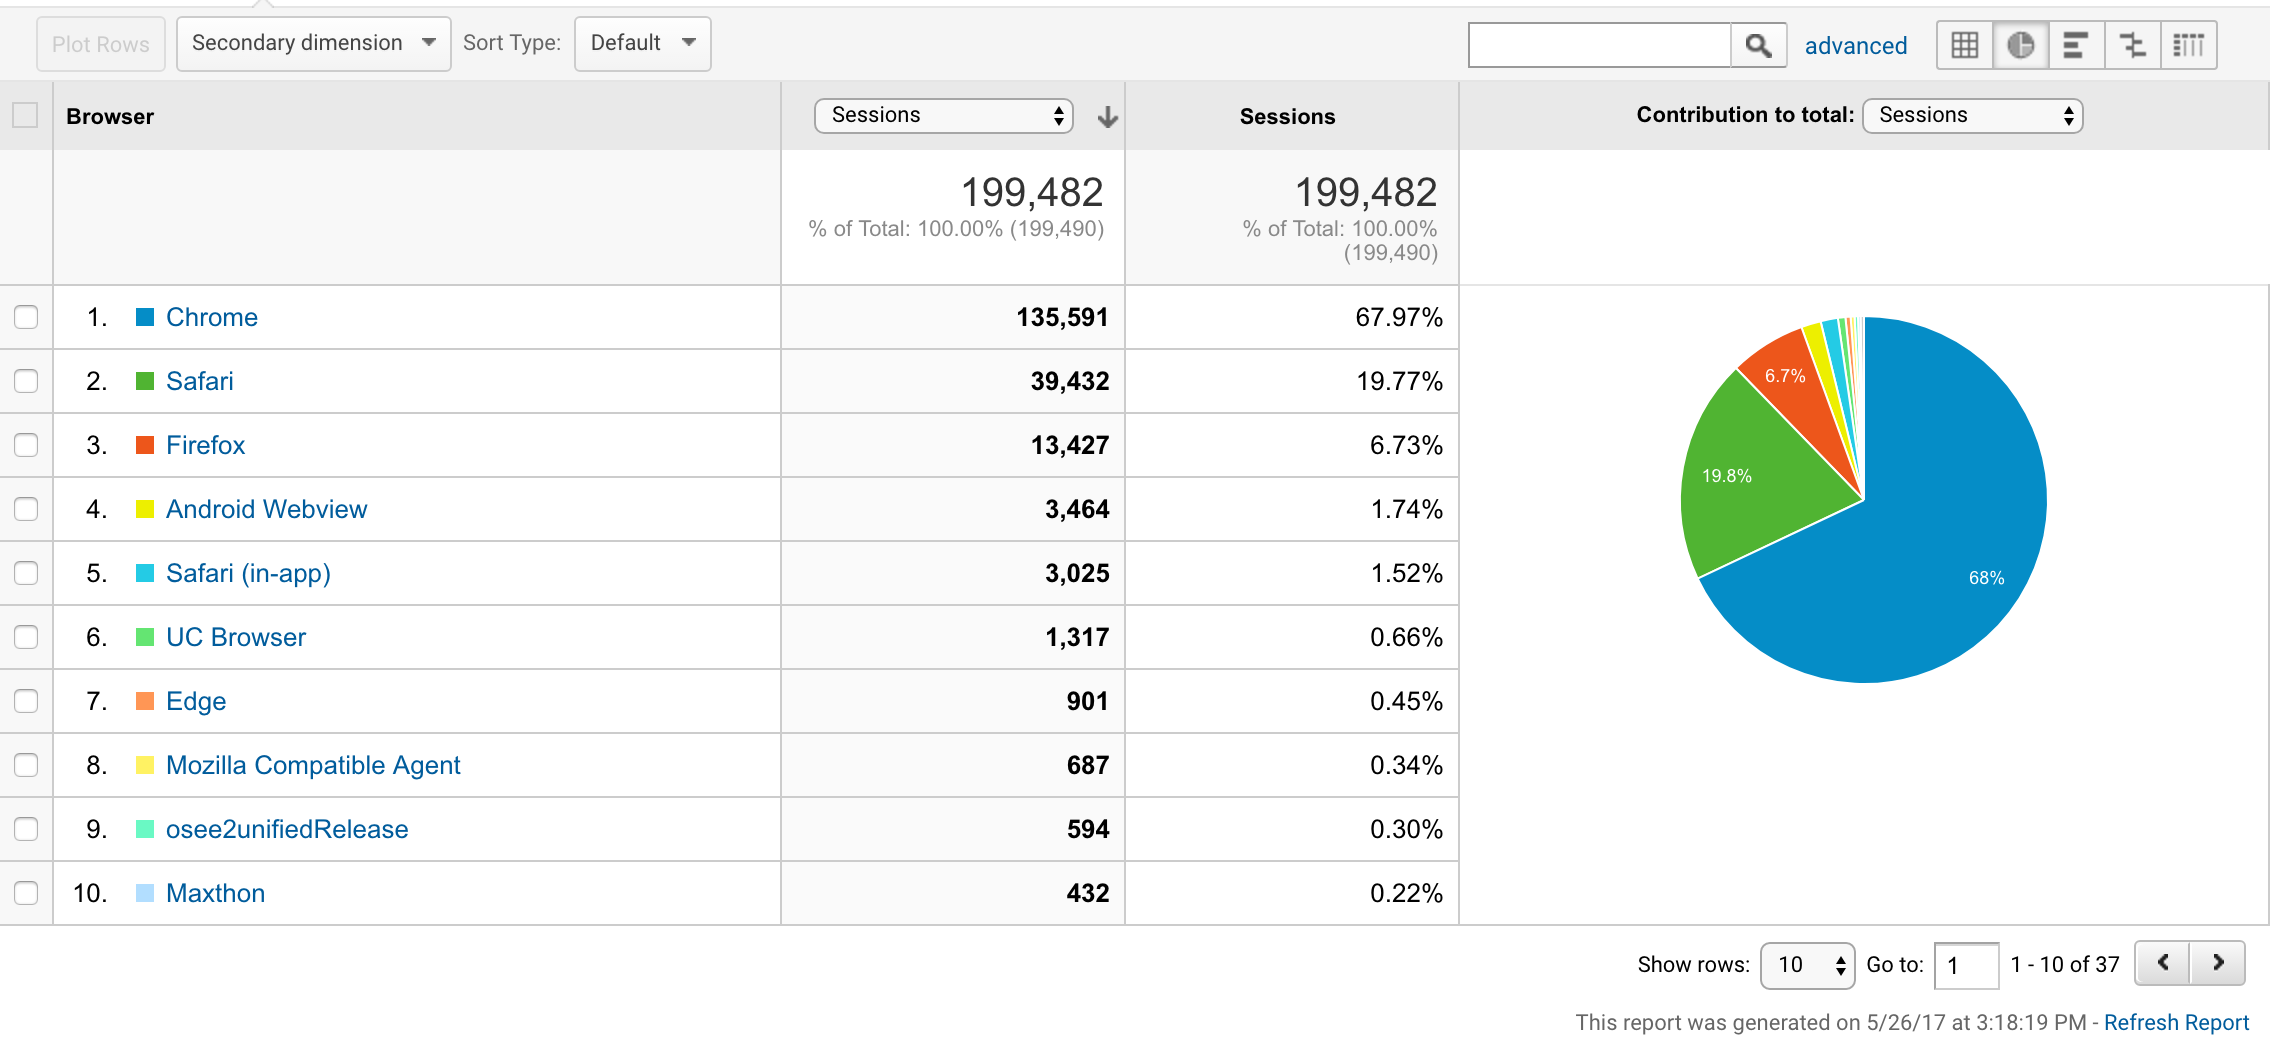 Plot Rows Secondary dimension Sort Type: Default advanced
Browser Sessions Sessions Contribution to total: Sessions
199,482 199,482
% of Total: 100.00% (199,490) % of Total: 100.00%
(199,490)
1. Chrome 135,591 67.97%
2. Safari 39,432 19.77%
3. Firefox 13,427 6.73%
4. Android Webview 3,464 1.74%
5. Safari (in-app) 3,025 1.52%
6. UC Browser 1,317 0.66%
7. Edge 901 0.45%
8. Mozilla Compatible Agent 687 0.34%
9. osee2unifiedRelease 594 0.30%
10. Maxthon 432 0.22%
6.7%
19.8%
68%
Show rows: 10 Go to: 1 1 - 10 of 37
This report was generated on 5/26/17 at 3:18:19 PM - Refresh Report